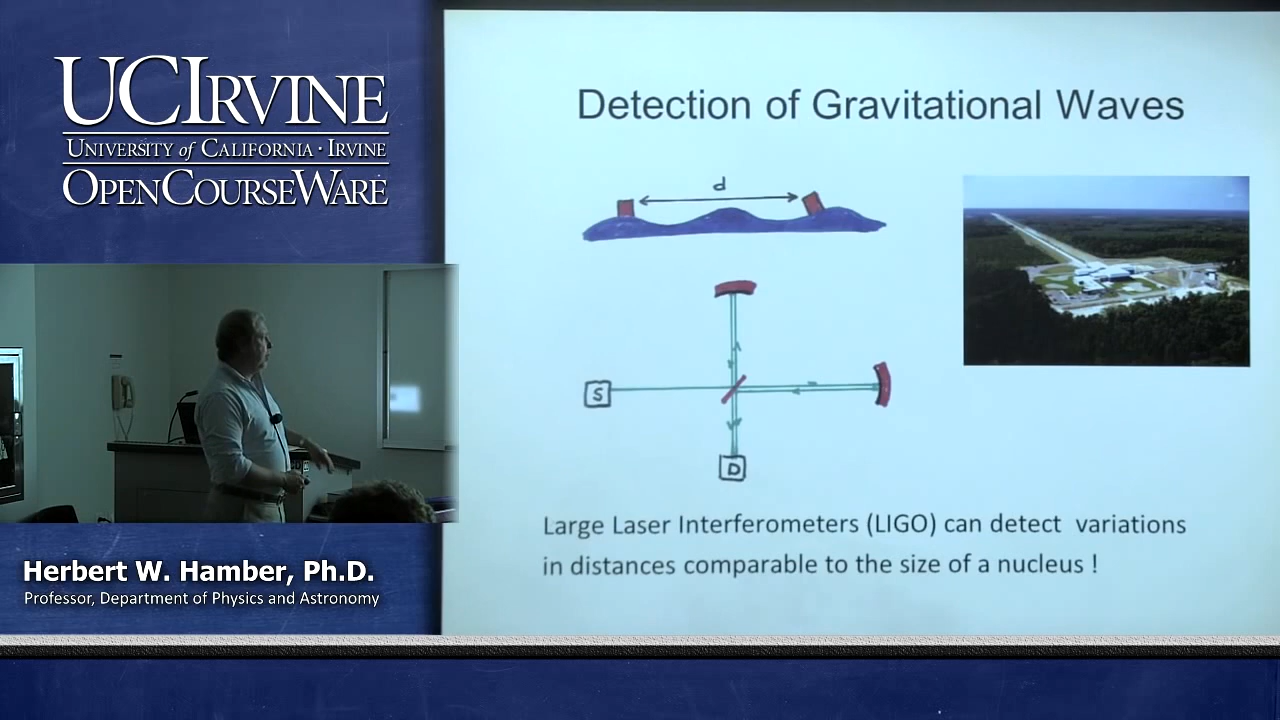 UCIRVINE
UNIVERSITY of CALIFORNIA · IRVINE
OPENCOURSEWARE
Herbert W. Hamber, Ph.D.
Professor, Department of Physics and Astronomy
Detection of Gravitational Waves
d
S
D
Large Laser Interferometers (LIGO) can detect variations
in distances comparable to the size of a nucleus !